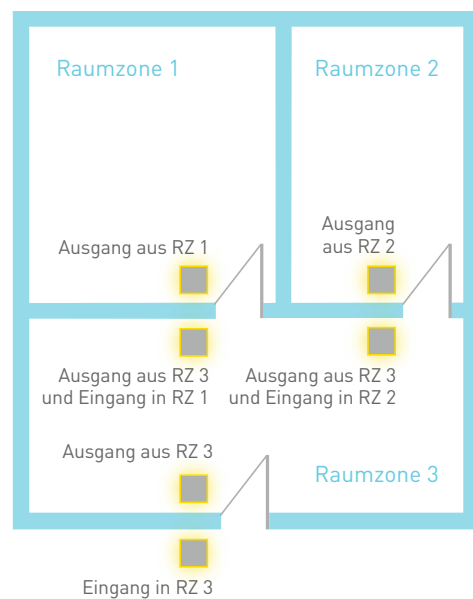 Raumzone 1
Raumzone 2
Ausgang
aus RZ 2
Ausgang aus RZ 1
Ausgang aus RZ 3
und Eingang in RZ 1
Ausgang aus RZ 3
und Eingang in RZ 2
Ausgang aus RZ 3
Raumzone 3
Eingang in RZ 3